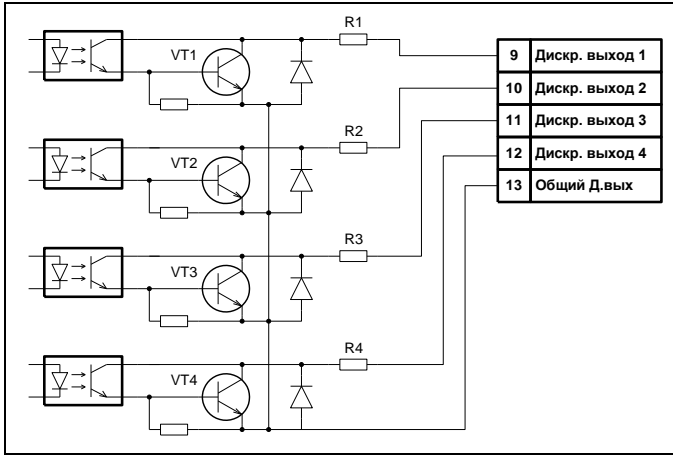 R1
VT1
9 Дискр. выход 1
10 Дискр. выход 2
R2
11 Дискр. выход 3
VT2
12 Дискр. выход 4
13 Общий Д.вых
R3
VT3
R4
VT4